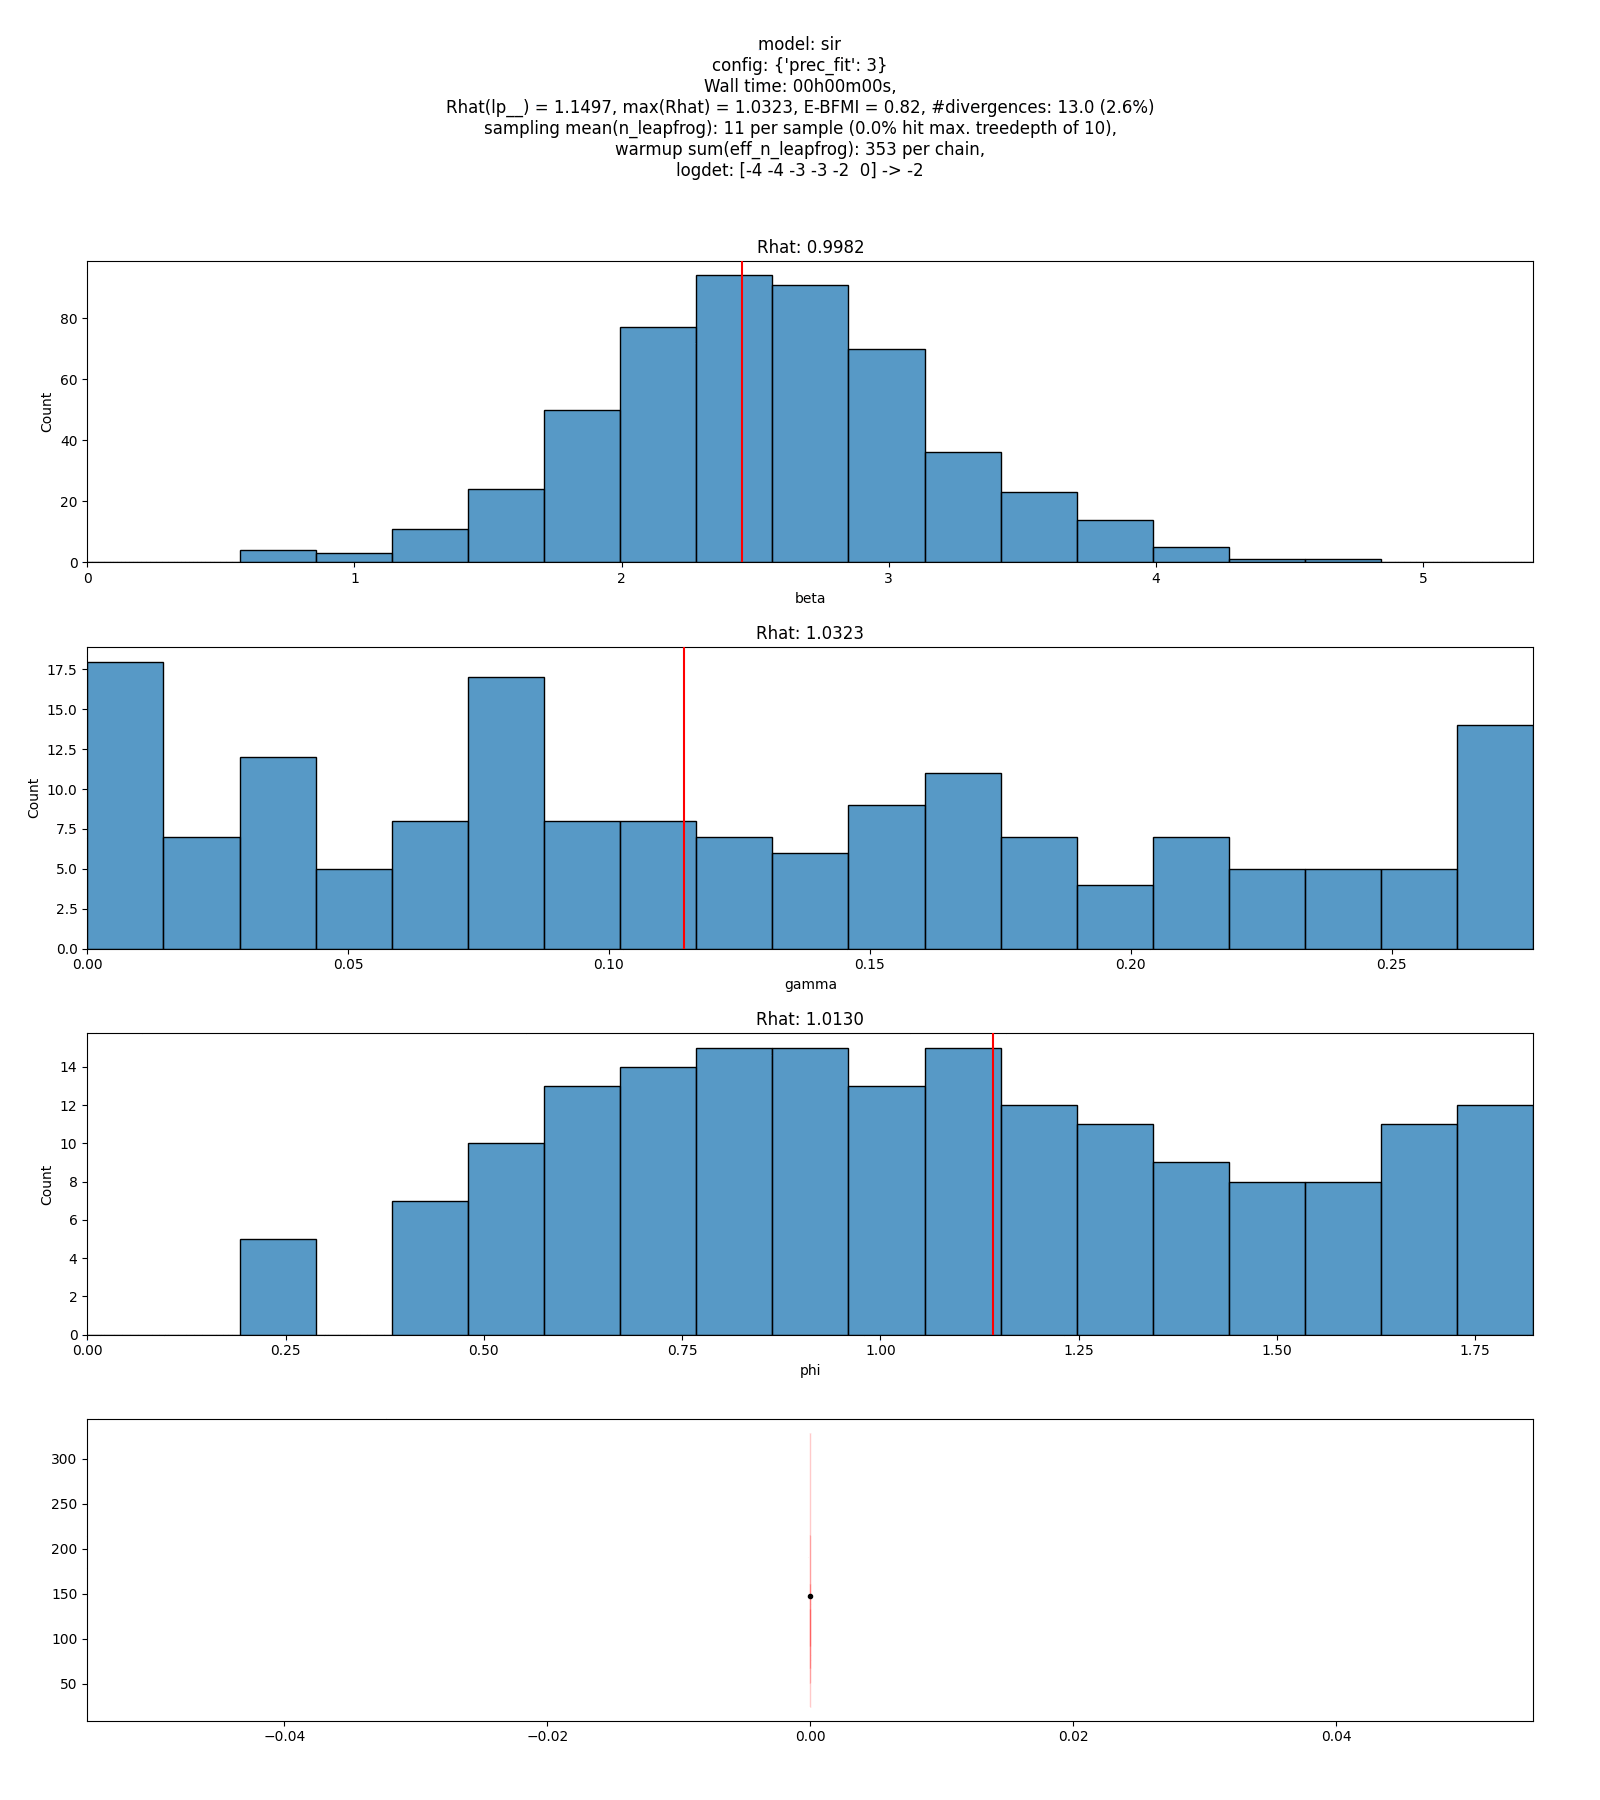 model: sir
config: {'prec_fit': 3}
Wall time: 00h00m00s,
Rhat(lp__) = 1.1497, max(Rhat) = 1.0323, E-BFMI = 0.82, #divergences: 13.0 (2.6%)
sampling mean(n_leapfrog): 11 per sample (0.0% hit max. treedepth of 10),
warmup sum(eff_n_leapfrog): 353 per chain,
logdet: [-4 -4 -3 -3 -2  0] -> -2
Rhat: 0.9982
80
60
40
20
0
Count
0 1 2 3 4 5
beta
Rhat: 1.0323
17.5
15.0
12.5
10.0
7.5
5.0
2.5
0.0
Count
0.00 0.05 0.10 0.15 0.20 0.25
gamma
Rhat: 1.0130
14
12
10
8
6
4
2
0
Count
0.00 0.25 0.50 0.75 1.00 1.25 1.50 1.75
phi
300
250
200
150
100
50
−0.04 −0.02 0.00 0.02 0.04